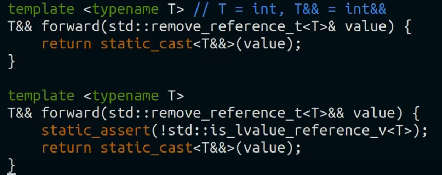 template <typename T> // T = int, T&& = int&&
T&& forward(std::remove_reference_t<T>& value) {
    return static_cast<T&&>(value);
}

template <typename T>
T&& forward(std::remove_reference_t<T>&& value) {
    static_assert(!std::is_lvalue_reference_v<T>);
    return static_cast<T&&>(value);
}